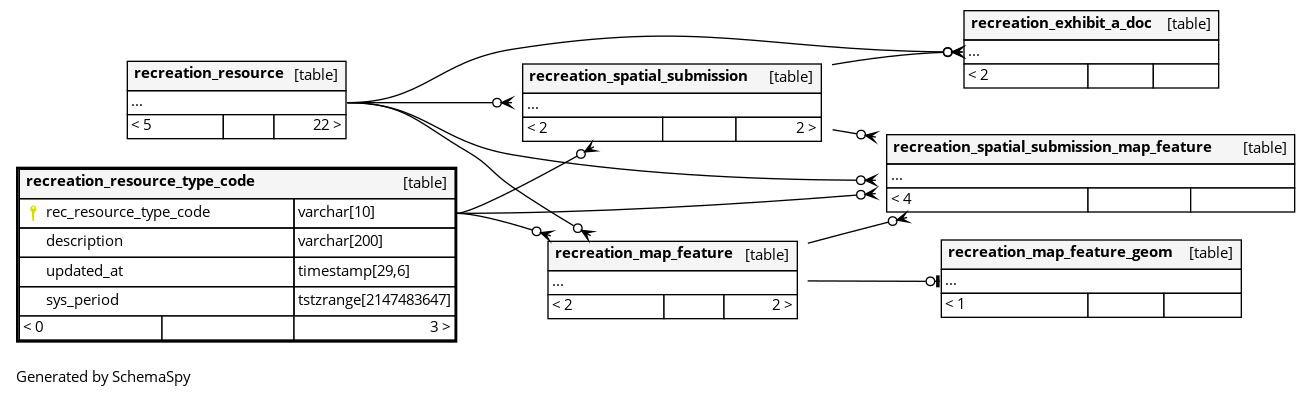 recreation_resource [table]
...
< 5 22 >
recreation_resource_type_code [table]
rec_resource_type_code varchar[10]
description varchar[200]
updated_at timestamp[29,6]
sys_period tstzrange[2147483647]
< 0 3 >
recreation_spatial_submission [table]
...
< 2 2 >
recreation_map_feature [table]
...
< 2 2 >
recreation_exhibit_a_doc [table]
...
< 2
recreation_spatial_submission_map_feature [table]
...
< 4
recreation_map_feature_geom [table]
...
< 1
Generated by SchemaSpy